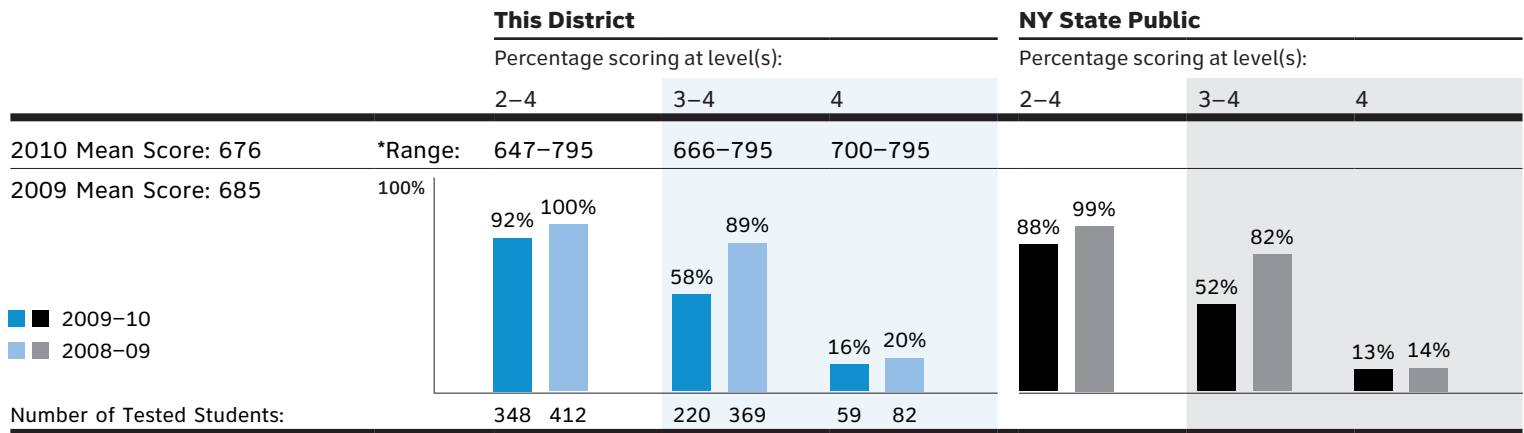 This District NY State Public
Percentage scoring at level(s): Percentage scoring at level(s):
2–4 3–4 4 2–4 3–4 4
2010 Mean Score: 676 *Range: 647–795 666–795 700–795
2009 Mean Score: 685 100%
92% 100% 89% 88% 99% 82%
58% 52%
16% 20% 13% 14%
2009–10
2008–09
Number of Tested Students: 348 412 220 369 59 82